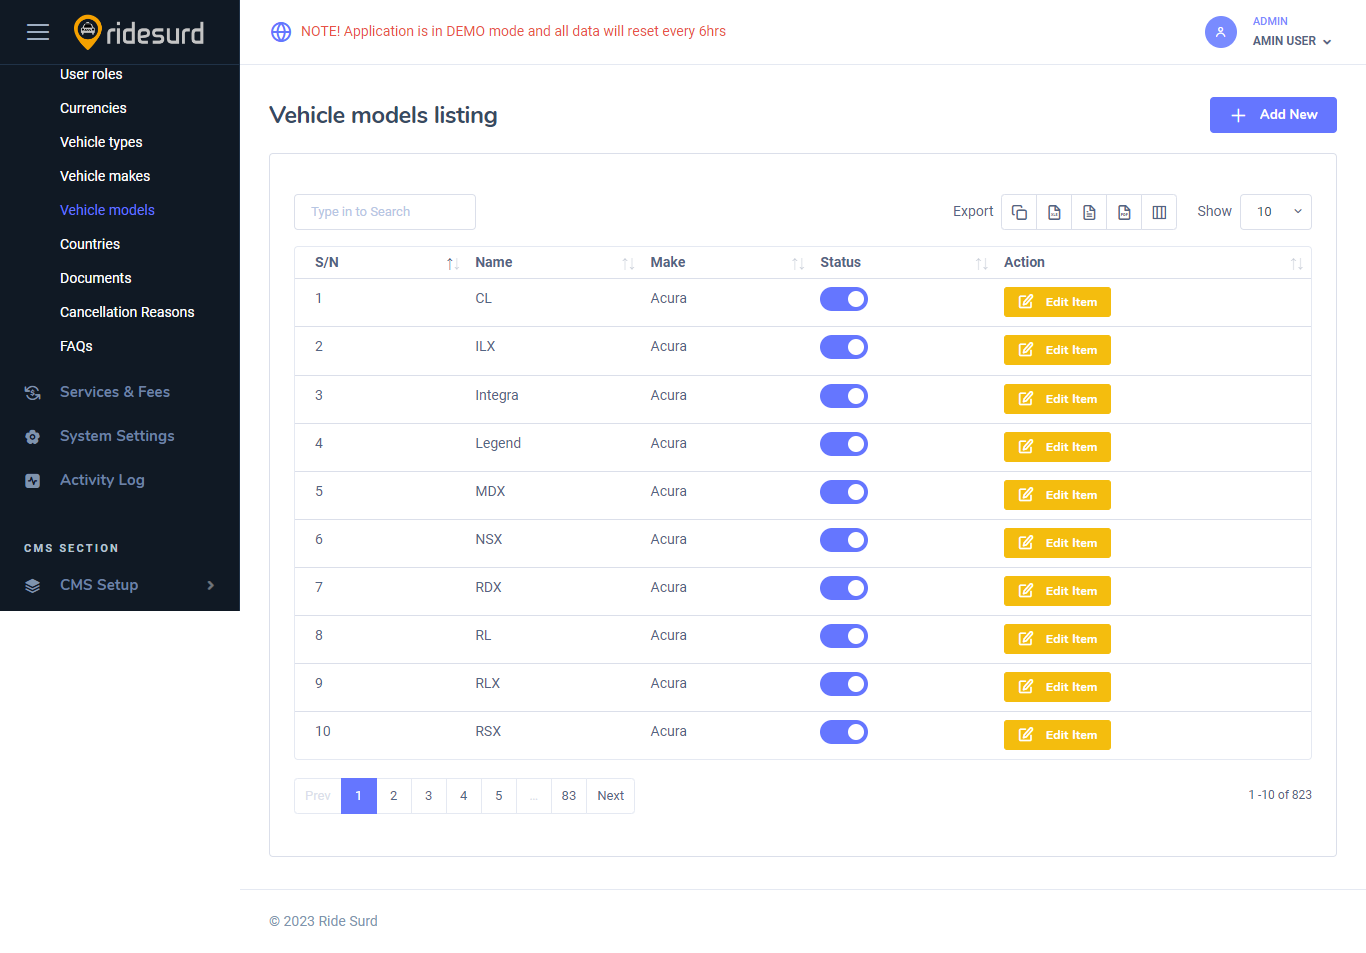 ridesurd
NOTE! Application is in DEMO mode and all data will reset every 6hrs
ADMIN
AMIN USER
User roles
Currencies
Vehicle types
Vehicle makes
Vehicle models
Countries
Documents
Cancellation Reasons
FAQs
Services & Fees
System Settings
Activity Log
CMS SECTION
CMS Setup
Vehicle models listing
Add New
Type in to Search
Export
Show 10
S/N Name Make Status Action
1 CL Acura Edit Item
2 ILX Acura Edit Item
3 Integra Acura Edit Item
4 Legend Acura Edit Item
5 MDX Acura Edit Item
6 NSX Acura Edit Item
7 RDX Acura Edit Item
8 RL Acura Edit Item
9 RLX Acura Edit Item
10 RSX Acura Edit Item
Prev 1 2 3 4 5 ... 83 Next
1 -10 of 823
© 2023 Ride Surd